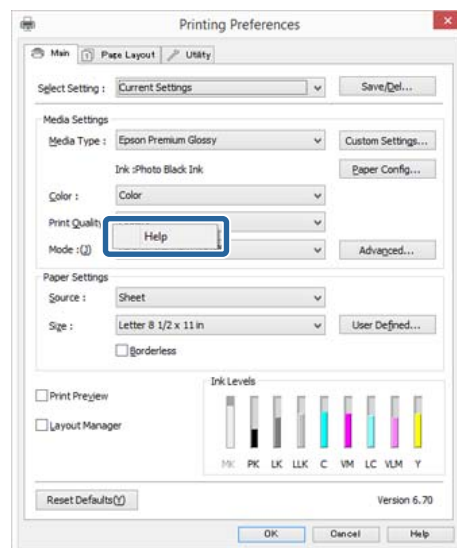 Printing Preferences
Main Page Layout Utility
Select Setting : Current Settings Save/Del...
Media Settings
Media Type : Epson Premium Glossy Custom Settings...
Ink :Photo Black Ink Paper Config...
Color : Color
Print Quality
Help
Mode :(J) Advanced...
Paper Settings
Source : Sheet
Size : Letter 8 1/2 x 11 in User Defined...
Borderless
Ink Levels
Print Preview
Layout Manager
MK PK LK LLK C VM LC VLM Y
Reset Defaults(Y) Version 6.70
OK Cancel Help